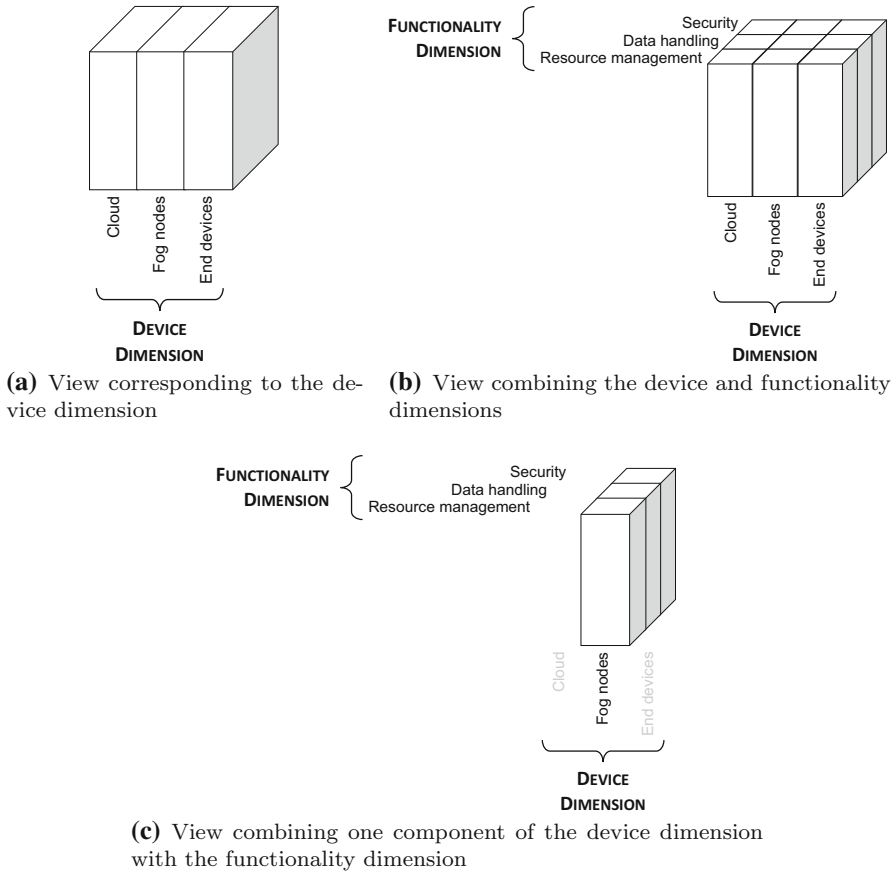 Cloud
Fog nodes
End devices
DEVICE
DIMENSION
(a) View corresponding to the de-
vice dimension
FUNCTIONALITY
DIMENSION
Security
Data handling
Resource management
Cloud
Fog nodes
End devices
DEVICE
DIMENSION
(b) View combining the device and functionality
dimensions
FUNCTIONALITY
DIMENSION
Security
Data handling
Resource management
Cloud
Fog nodes
End devices
DEVICE
DIMENSION
(c) View combining one component of the device dimension
with the functionality dimension